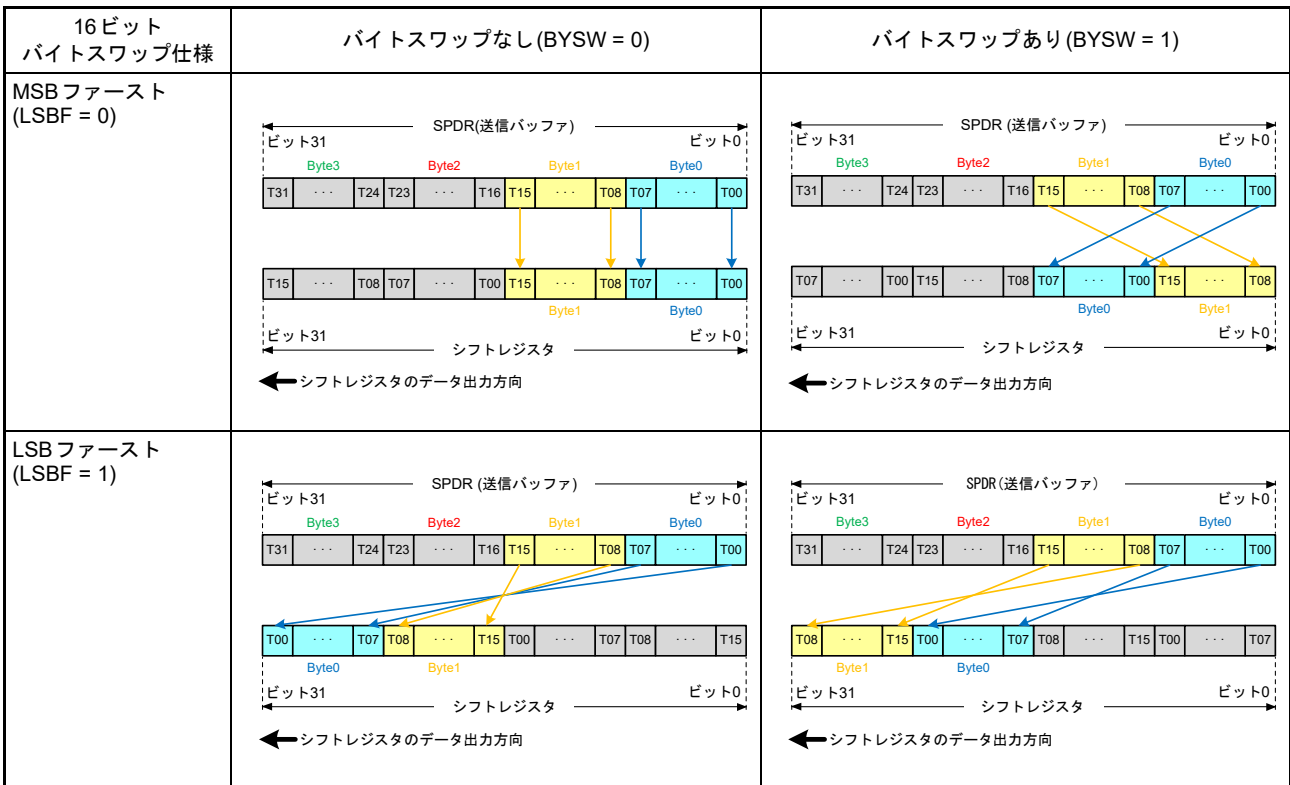 16ビット
バイトスワップ仕様
バイトスワップなし(BYSW = 0)
バイトスワップあり(BYSW = 1)
MSBファースト
(LSBF = 0)
SPDR(送信バッファ)
ビット31 ビット0
Byte3 Byte2 Byte1 Byte0
T31 ・・・ T24 T23 ・・・ T16 T15 ・・・ T08 T07 ・・・ T00
T15 ・・・ T08 T07 ・・・ T00 T15 ・・・ T08 T07 ・・・ T00
Byte1 Byte0
ビット31 ビット0
シフトレジスタ
シフトレジスタのデータ出力方向
SPDR (送信バッファ)
ビット31 ビット0
Byte3 Byte2 Byte1 Byte0
T31 ・・・ T24 T23 ・・・ T16 T15 ・・・ T08 T07 ・・・ T00
T07 ・・・ T00 T15 ・・・ T08 T07 ・・・ T00 T15 ・・・ T08
Byte0 Byte1
ビット31 ビット0
シフトレジスタ
シフトレジスタのデータ出力方向
LSBファースト
(LSBF = 1)
SPDR (送信バッファ)
ビット31 ビット0
Byte3 Byte2 Byte1 Byte0
T31 ・・・ T24 T23 ・・・ T16 T15 ・・・ T08 T07 ・・・ T00
T00 ・・・ T07 T08 ・・・ T15 T00 ・・・ T07 T08 ・・・ T15
Byte0 Byte1
ビット31 ビット0
シフトレジスタ
シフトレジスタのデータ出力方向
SPDR(送信バッファ)
ビット31 ビット0
Byte3 Byte2 Byte1 Byte0
T31 ・・・ T24 T23 ・・・ T16 T15 ・・・ T08 T07 ・・・ T00
T08 ・・・ T15 T00 ・・・ T07 T08 ・・・ T15 T00 ・・・ T07
Byte1 Byte0
ビット31 ビット0
シフトレジスタ
シフトレジスタのデータ出力方向